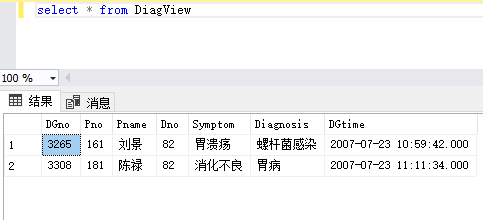 select * from DiagView
100 %
结果 消息
DGno Pno Pname Dno Symptom Diagnosis DGtime
1 3265 161 刘景 82 胃溃疡 螺杆菌感染 2007-07-23 10:59:42.000
2 3308 181 陈禄 82 消化不良 胃病 2007-07-23 11:11:34.000